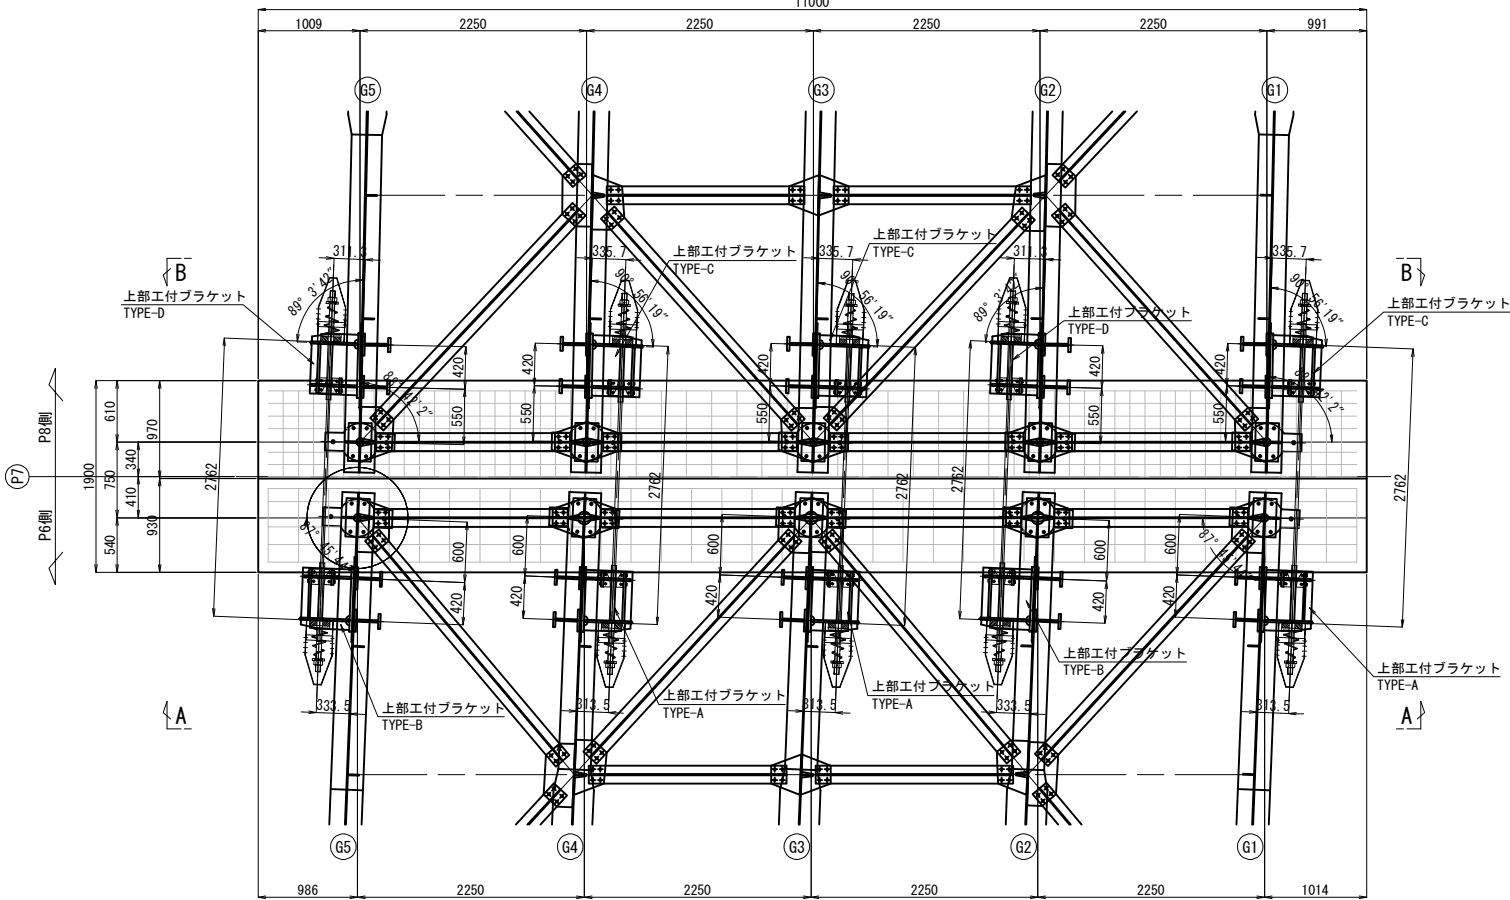 11000
1009 2250 2250 2250 2250 991
G5 G4 G3 G2 G1
311.3 335.7 335.7 311.3 335.7
上部工付ブラケット
TYPE-C
上部工付ブラケット
TYPE-C
B B
上部工付ブラケット
TYPE-D
上部工付ブラケット
TYPE-D
上部工付ブラケット
TYPE-C
89° 3'42" 90° 56'19" 90° 56'19" 89° 3'42" 90° 56'19"
420 420 420 420 420
550 550 550 550 550
P8側
P7
P6側
1900
610
750
540
970
340
410
930
2762 2762 2762 2762 2762
600 600 600 600 600
420 420 420 420 420
87° 45'44"
上部工付ブラケット
TYPE-B
上部工付ブラケット
TYPE-A
上部工付ブラケット
TYPE-A
上部工付ブラケット
TYPE-B
上部工付ブラケット
TYPE-A
333.5 313.5 313.5 333.5 313.5
A A
G5 G4 G3 G2 G1
986 2250 2250 2250 2250 1014